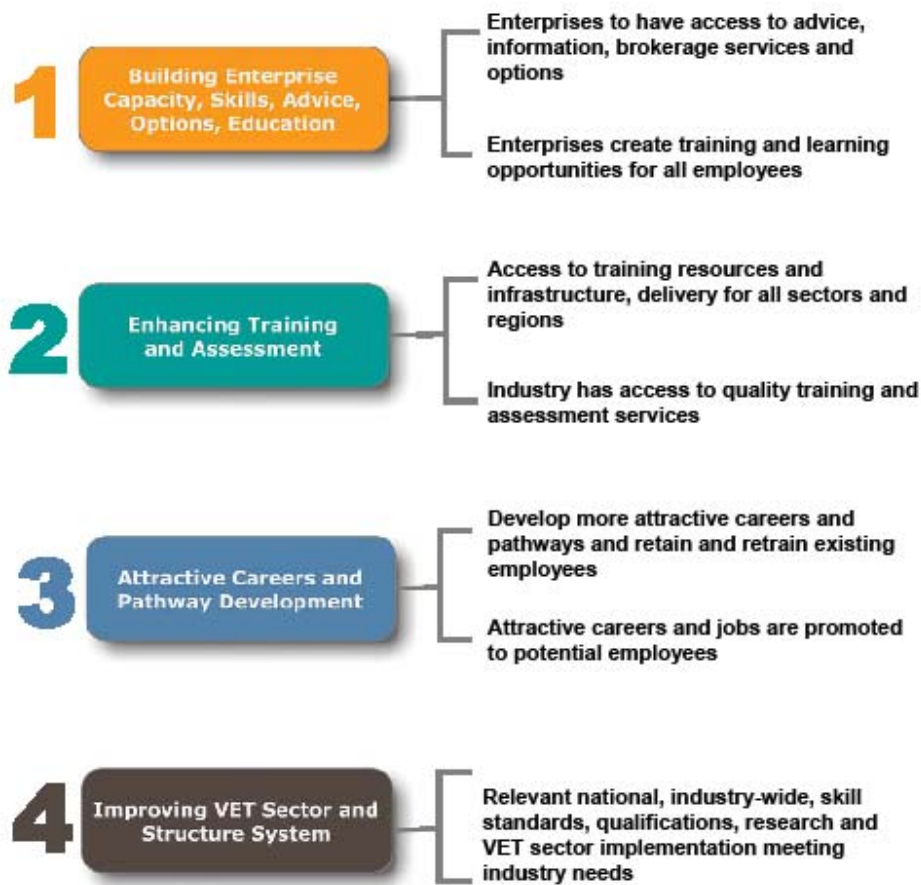 1
Building Enterprise
Capacity, Skills, Advice,
Options, Education
Enterprises to have access to advice,
information, brokerage services and
options
Enterprises create training and learning
opportunities for all employees
2
Enhancing Training
and Assessment
Access to training resources and
infrastructure, delivery for all sectors and
regions
Industry has access to quality training and
assessment services
3
Attractive Careers and
Pathway Development
Develop more attractive careers and
pathways and retain and retrain existing
employees
Attractive careers and jobs are promoted
to potential employees
4
Improving VET Sector and
Structure System
Relevant national, industry-wide, skill
standards, qualifications, research and
VET sector implementation meeting
industry needs